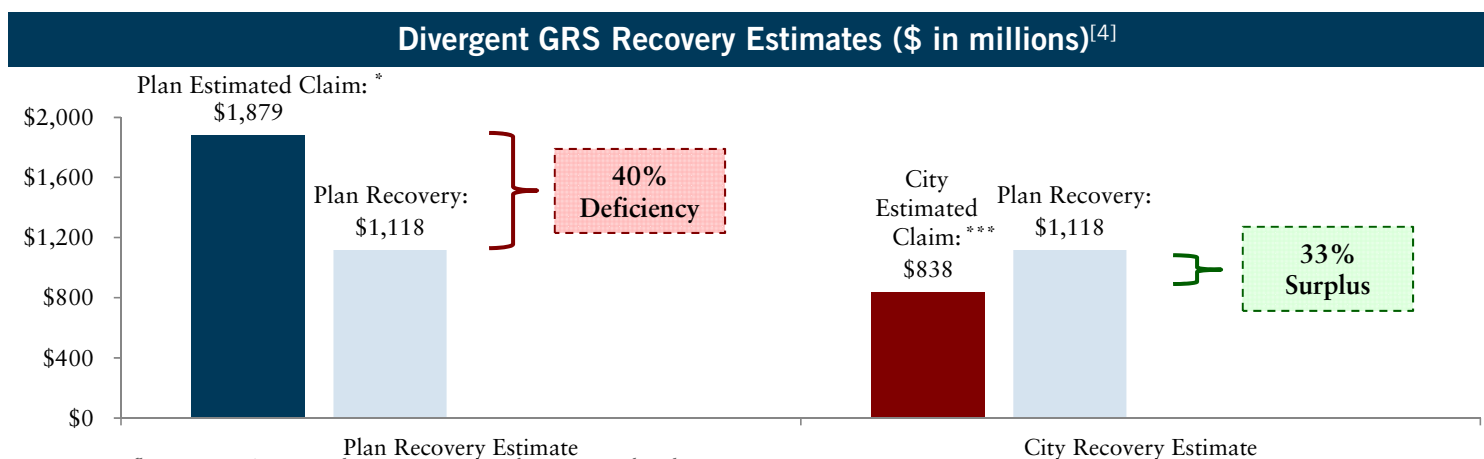 Divergent GRS Recovery Estimates ($ in millions)[4]
Plan Estimated Claim: *
$1,879
$2,000
$1,600
$1,200
$800
$400
$0
Plan Recovery:
$1,118
40%
Deficiency
City
Estimated
Claim: ***
$838
Plan Recovery:
$1,118
33%
Surplus
Plan Recovery Estimate
City Recovery Estimate